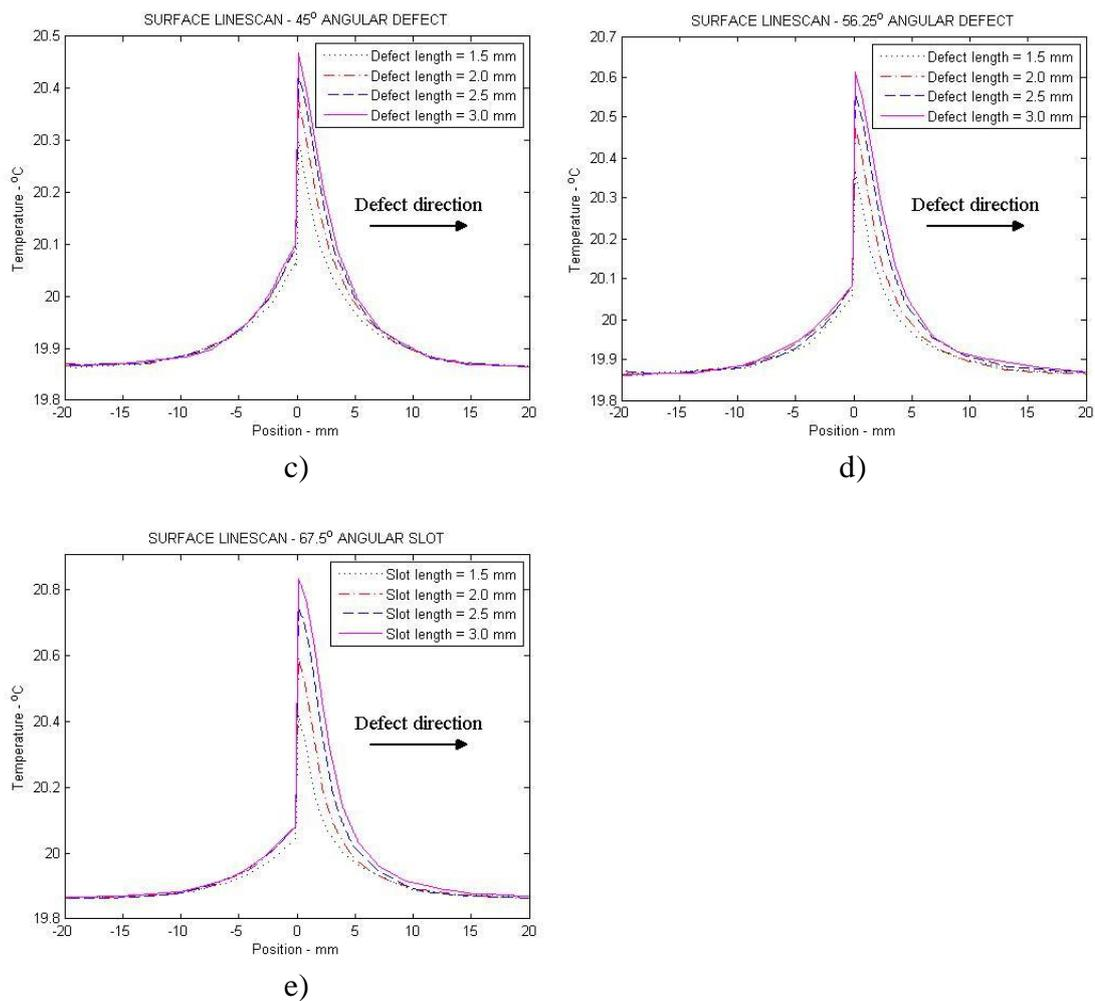 SURFACE LINESCAN - 45° ANGULAR DEFECT
20.5
20.4
20.3
20.2
20.1
20
19.9
19.8
Temperature - ºC
Defect length = 1.5 mm
Defect length = 2.0 mm
Defect length = 2.5 mm
Defect length = 3.0 mm
Defect direction
-20 -15 -10 -5 0 5 10 15 20
Position - mm
c)
SURFACE LINESCAN - 56.25° ANGULAR DEFECT
20.7
20.6
20.5
20.4
20.3
20.2
20.1
20
19.9
19.8
Temperature - ºC
Defect length = 1.5 mm
Defect length = 2.0 mm
Defect length = 2.5 mm
Defect length = 3.0 mm
Defect direction
-20 -15 -10 -5 0 5 10 15 20
Position - mm
d)
SURFACE LINESCAN - 67.5° ANGULAR SLOT
20.8
20.6
20.4
20.2
20
19.8
Temperature - ºC
Slot length = 1.5 mm
Slot length = 2.0 mm
Slot length = 2.5 mm
Slot length = 3.0 mm
Defect direction
-20 -15 -10 -5 0 5 10 15 20
Position - mm
e)